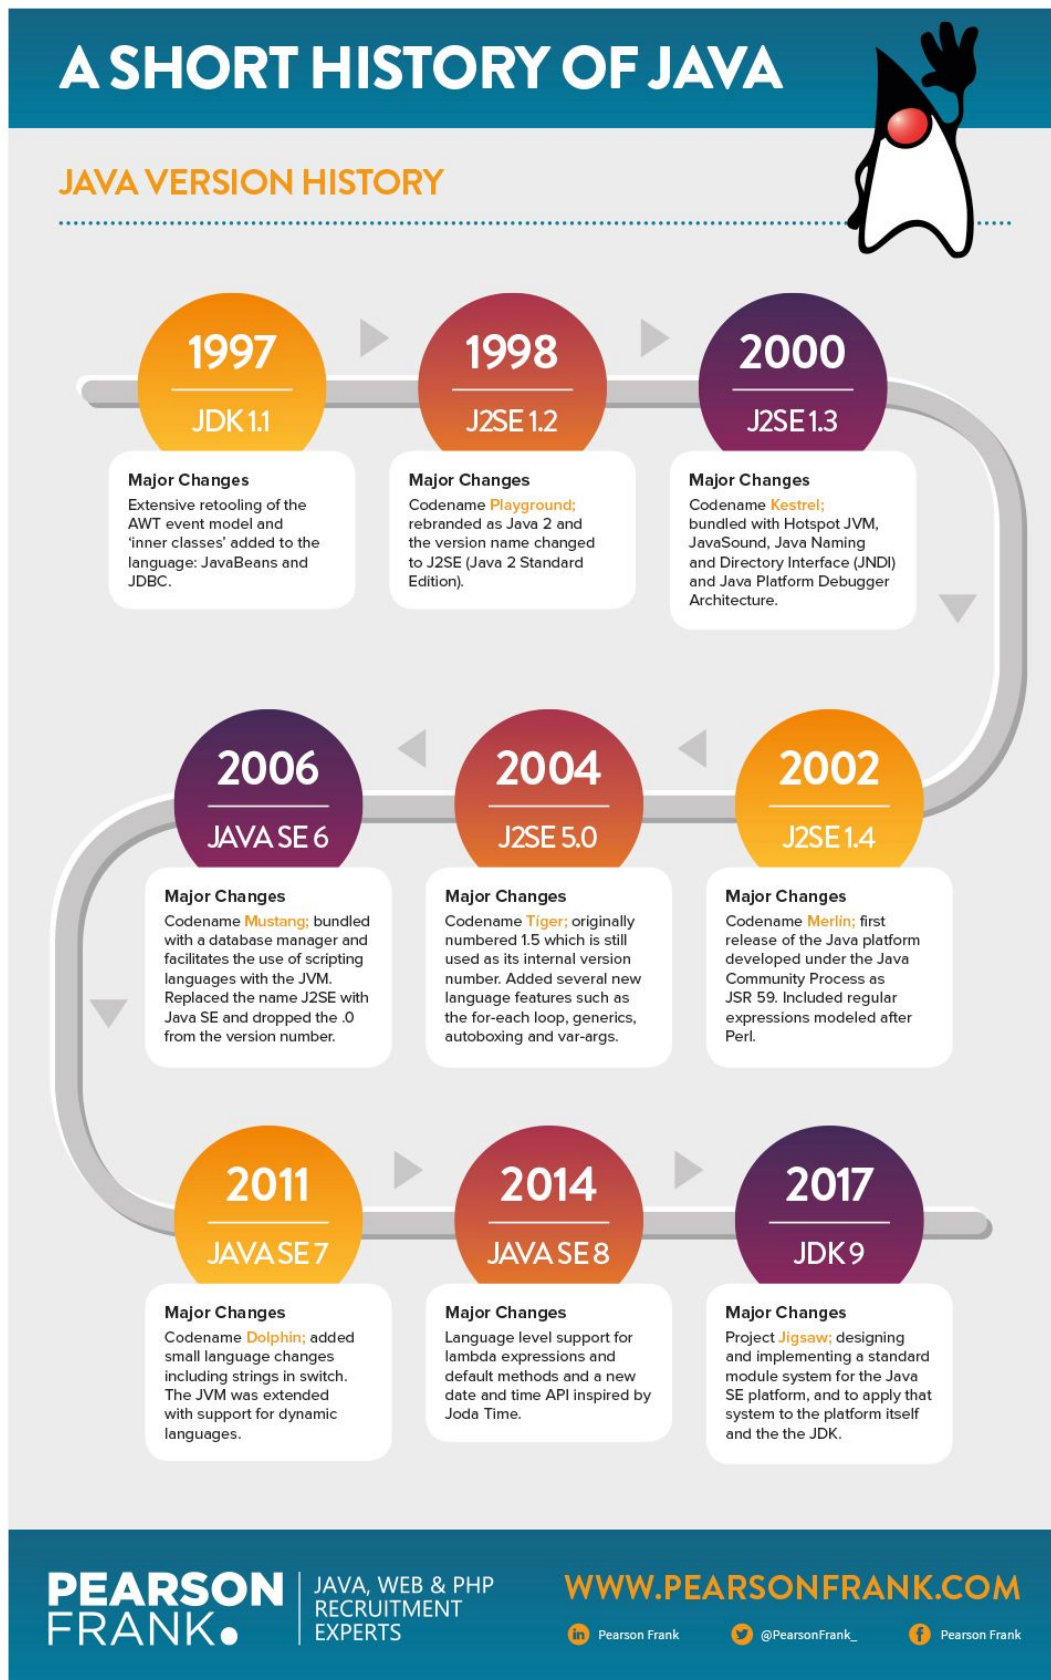 A SHORT HISTORY OF JAVA
JAVA VERSION HISTORY
1997
JDK 1.1
Major Changes
Extensive retooling of the
AWT event model and
‘inner classes’ added to the
language: JavaBeans and
JDBC.
1998
J2SE 1.2
Major Changes
Codename Playground;
rebranded as Java 2 and
the version name changed
to J2SE (Java 2 Standard
Edition).
2000
J2SE 1.3
Major Changes
Codename Kestrel;
bundled with Hotspot JVM,
JavaSound, Java Naming
and Directory Interface (JNDI)
and Java Platform Debugger
Architecture.
2006
JAVA SE 6
Major Changes
Codename Mustang; bundled
with a database manager and
facilitates the use of scripting
languages with the JVM.
Replaced the name J2SE with
Java SE and dropped the .0
from the version number.
2004
J2SE 5.0
Major Changes
Codename Tiger; originally
numbered 1.5 which is still
used as its internal version
number. Added several new
language features such as
the for-each loop, generics,
autoboxing and var-args.
2002
J2SE 1.4
Major Changes
Codename Merlin; first
release of the Java platform
developed under the Java
Community Process as
JSR 59. Included regular
expressions modeled after
Perl.
2011
JAVA SE 7
Major Changes
Codename Dolphin; added
small language changes
including strings in switch.
The JVM was extended
with support for dynamic
languages.
2014
JAVA SE 8
Major Changes
Language level support for
lambda expressions and
default methods and a new
date and time API inspired by
Joda Time.
2017
JDK 9
Major Changes
Project Jigsaw; designing
and implementing a standard
module system for the Java
SE platform, and to apply that
system to the platform itself
and the the JDK.
PEARSON
FRANK
JAVA, WEB & PHP
RECRUITMENT
EXPERTS
WWW.PEARSONFRANK.COM
in Pearson Frank
@PearsonFrank_
f Pearson Frank